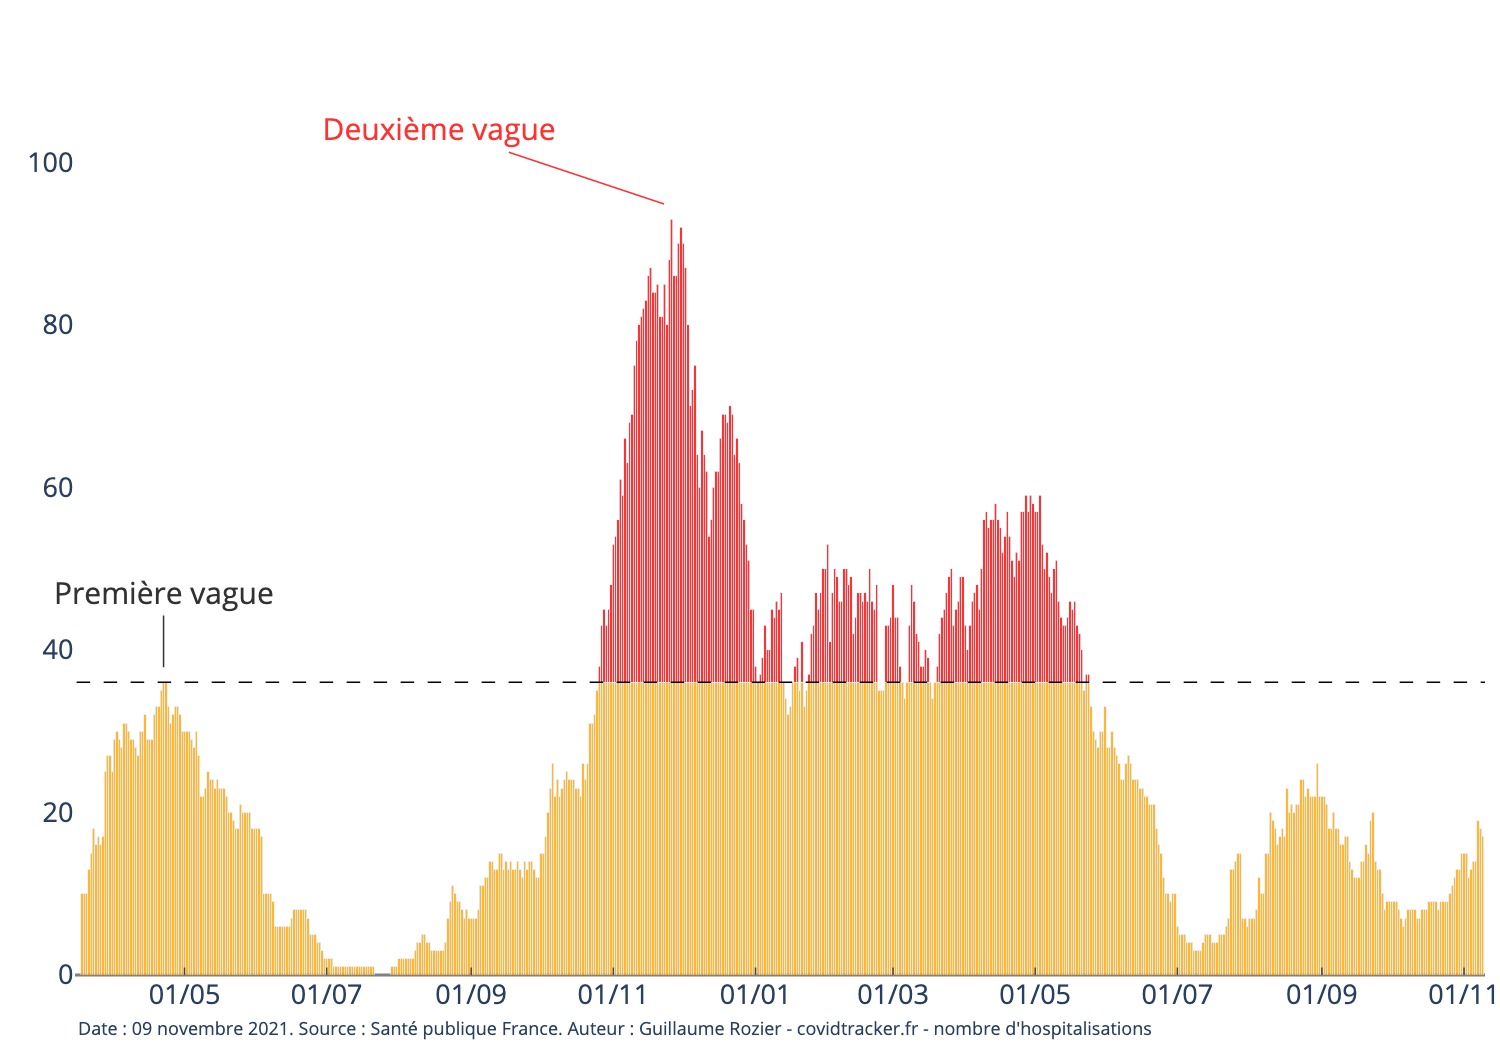 Deuxième vague
100
80
60
Première vague
40
20
0
01/05 01/07 01/09 01/11 01/01 01/03 01/05 01/07 01/09 01/11
Date : 09 novembre 2021. Source : Santé publique France. Auteur : Guillaume Rozier - covidtracker.fr - nombre d'hospitalisations